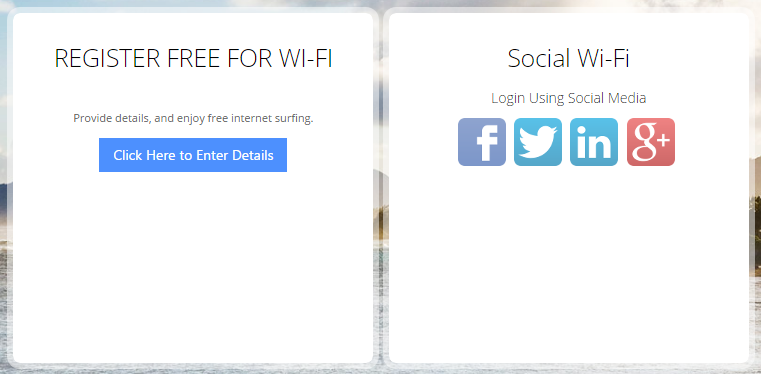 REGISTER FREE FOR WI-FI
Provide details, and enjoy free internet surfing.
Click Here to Enter Details
Social Wi-Fi
Login Using Social Media
f
in
g+